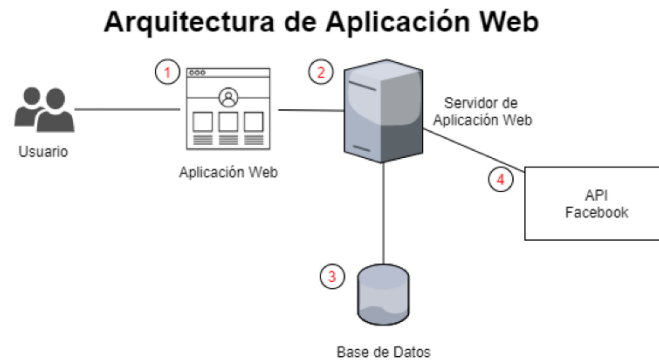 Arquitectura de Aplicación Web
1
2
Servidor de
Aplicación Web
Usuario
Aplicación Web
4
API
Facebook
3
Base de Datos